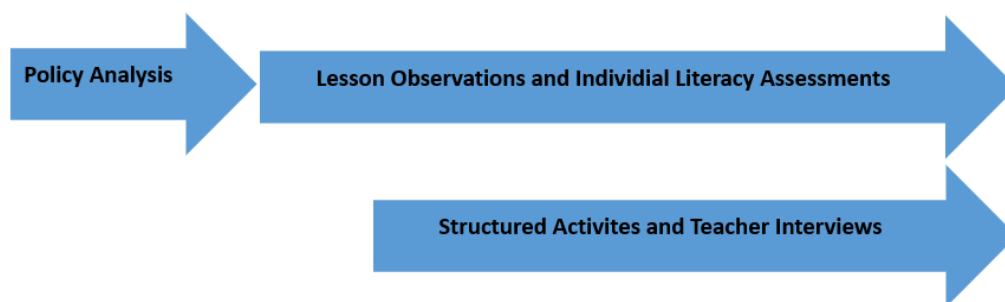 Policy Analysis
Lesson Observations and Individial Literacy Assessments
Structured Activites and Teacher Interviews